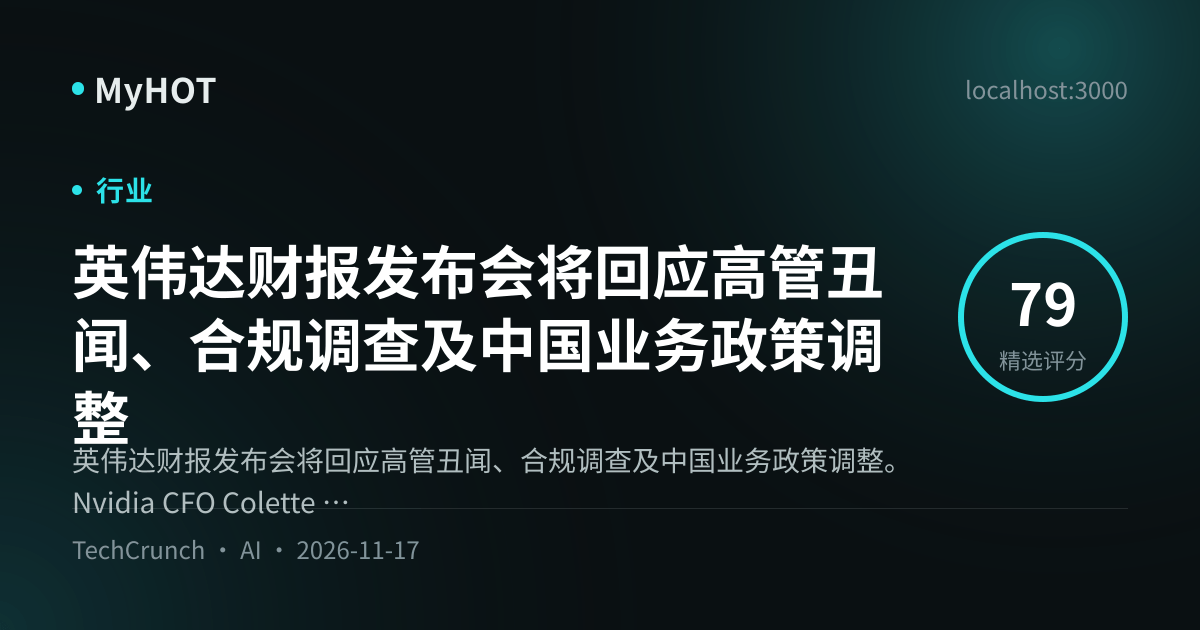 MyHOT
localhost:3000
行业
英伟达财报发布会将回应高管丑
闻、合规调查及中国业务政策调
整
79
精选评分
英伟达财报发布会将回应高管丑闻、合规调查及中国业务政策调整。
Nvidia CFO Colette …
TechCrunch · AI · 2026-11-17